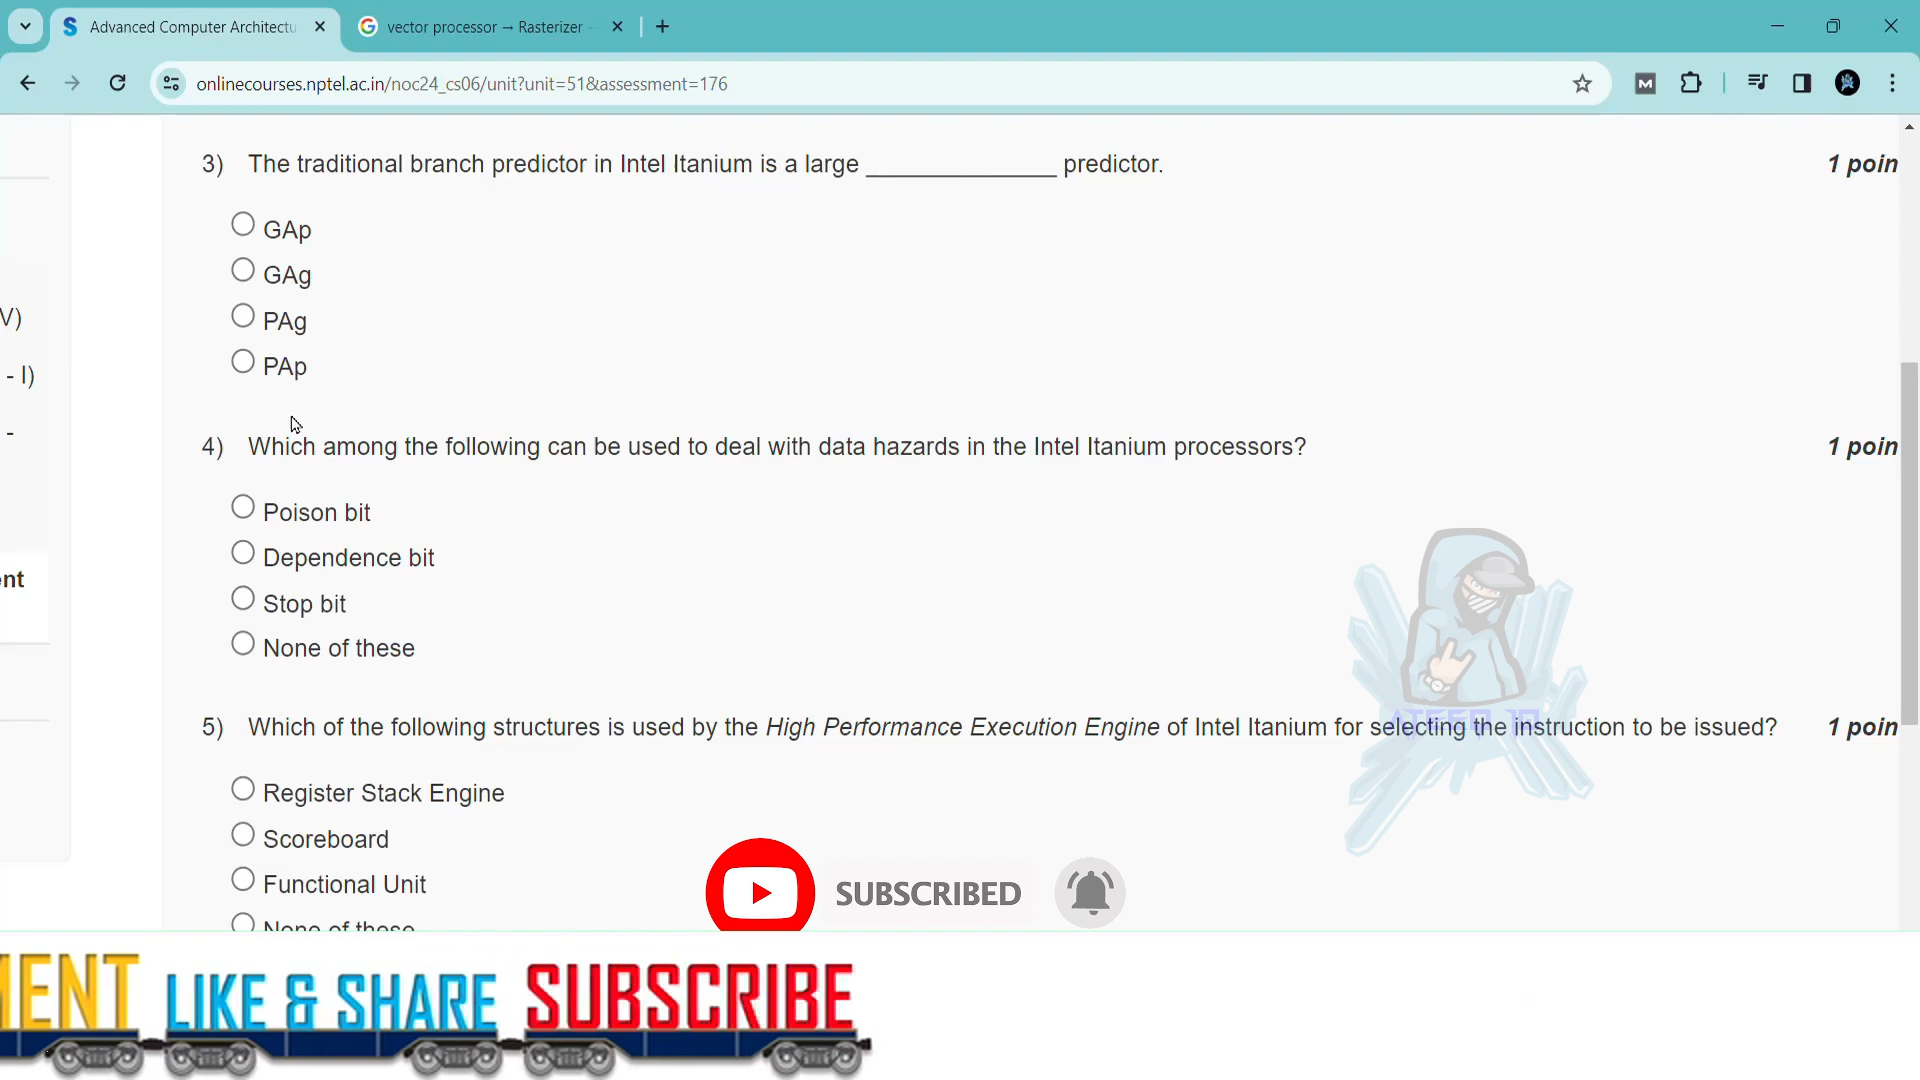 Advanced Computer Architectu
vector processor → Rasterizer
onlinecourses.nptel.ac.in/noc24_cs06/unit?unit=51&assessment=176
3) The traditional branch predictor in Intel Itanium is a large ______________ predictor. 1 poin
GAp
GAg
PAg
PAp
V)
- I)
-
4) Which among the following can be used to deal with data hazards in the Intel Itanium processors? 1 poin
Poison bit
Dependence bit
Stop bit
None of these
ent
5) Which of the following structures is used by the High Performance Execution Engine of Intel Itanium for selecting the instruction to be issued? 1 poin
Register Stack Engine
Scoreboard
Functional Unit
None of these
SUBSCRIBED
MENT LIKE & SHARE SUBSCRIBE